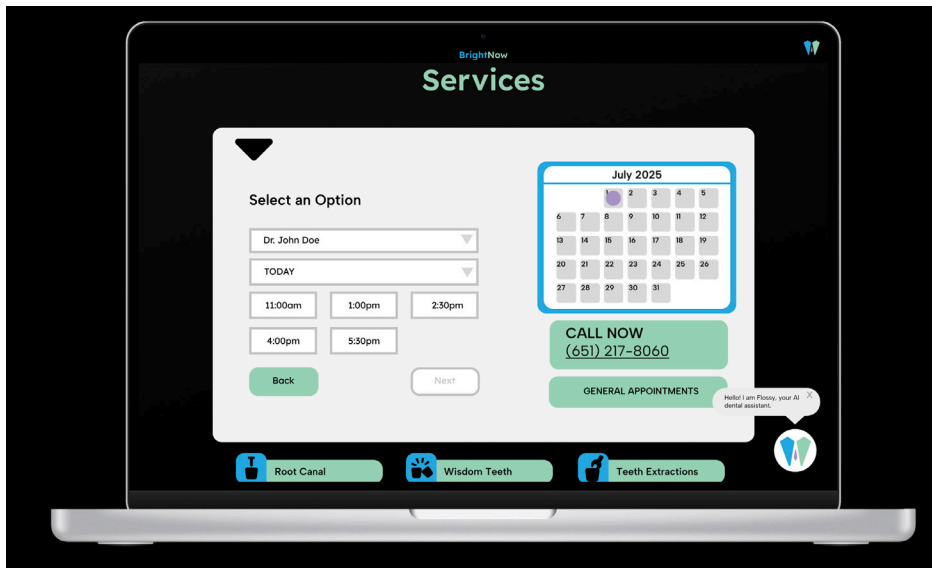 BrightNow
Services
Select an Option
Dr. John Doe
TODAY
11:00am 1:00pm 2:30pm
4:00pm 5:30pm
Back Next
July 2025
1 2 3 4 5
6 7 8 9 10 11 12
13 14 15 16 17 18 19
20 21 22 23 24 25 26
27 28 29 30 31
CALL NOW
(651) 217-8060
GENERAL APPOINTMENTS
Hello! I am Flossy, your AI
dental assistant.
X
Root Canal
Wisdom Teeth
Teeth Extractions